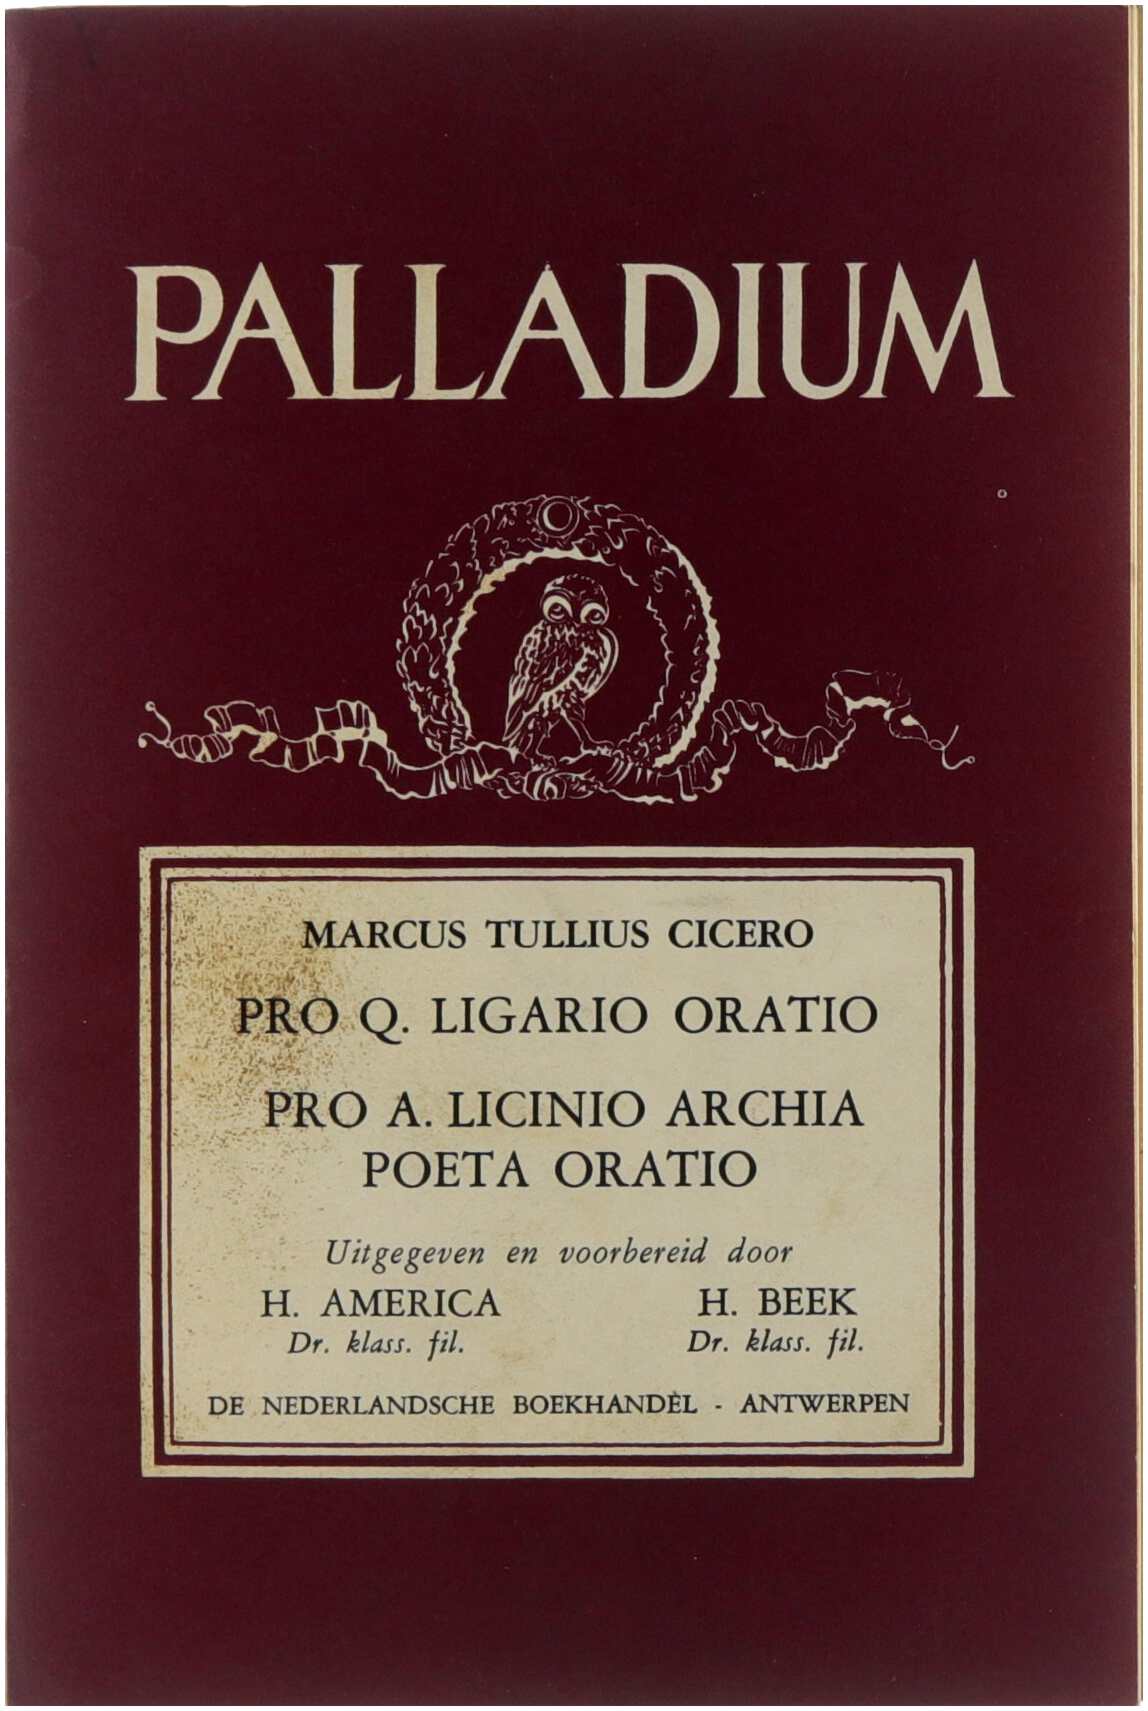 PALLADIUM
MARCUS TULLIUS CICERO
PRO Q. LIGARIO ORATIO
PRO A. LICINIO ARCHIA
POETA ORATIO
Uitgegeven en voorbereid door
H. AMERICA H. BEEK
Dr. klass. fil. Dr. klass. fil.
DE NEDERLANDSCHE BOEKHANDEL - ANTWERPEN